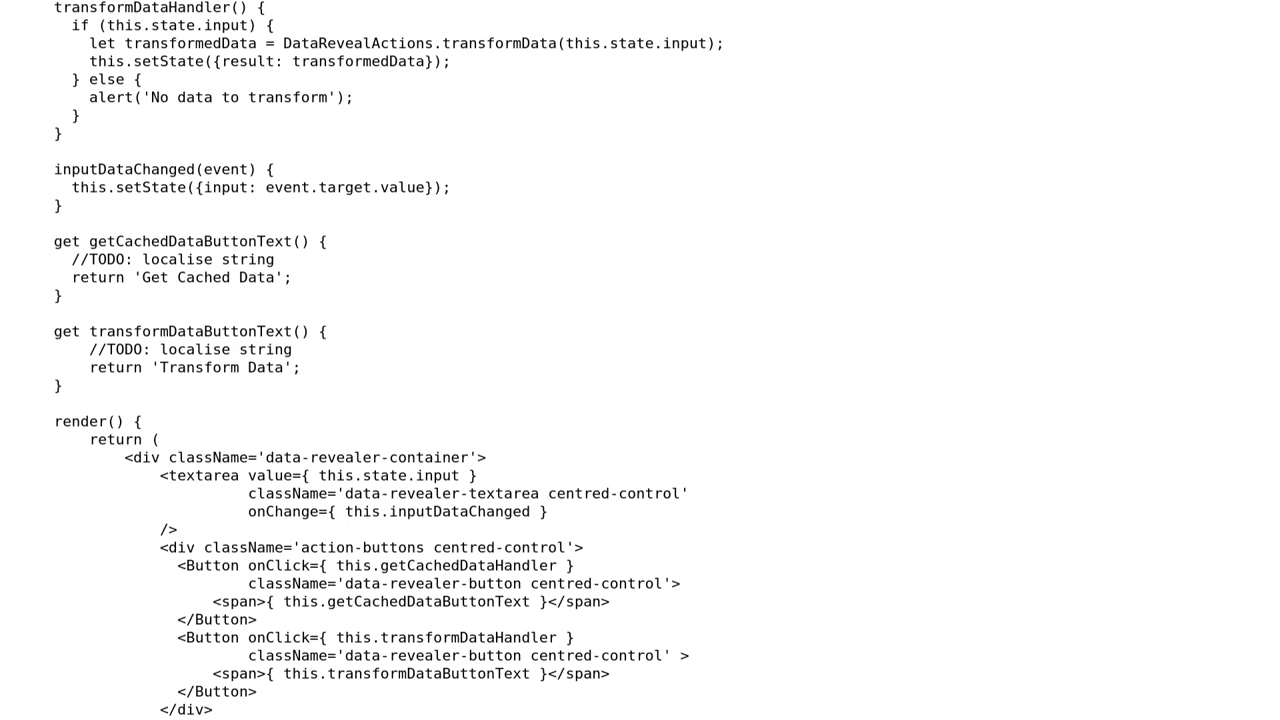 transformDataHandler() {
  if (this.state.input) {
    let transformedData = DataRevealActions.transformData(this.state.input);
    this.setState({result: transformedData});
  } else {
    alert('No data to transform');
  }
}

inputDataChanged(event) {
  this.setState({input: event.target.value});
}

get getCachedDataButtonText() {
  //TODO: localise string
  return 'Get Cached Data';
}

get transformDataButtonText() {
    //TODO: localise string
    return 'Transform Data';
}

render() {
    return (
        <div className='data-revealer-container'>
            <textarea value={ this.state.input }
                      className='data-revealer-textarea centred-control'
                      onChange={ this.inputDataChanged }
            />
            <div className='action-buttons centred-control'>
              <Button onClick={ this.getCachedDataHandler }
                      className='data-revealer-button centred-control'>
                  <span>{ this.getCachedDataButtonText }</span>
              </Button>
              <Button onClick={ this.transformDataHandler }
                      className='data-revealer-button centred-control' >
                  <span>{ this.transformDataButtonText }</span>
              </Button>
            </div>